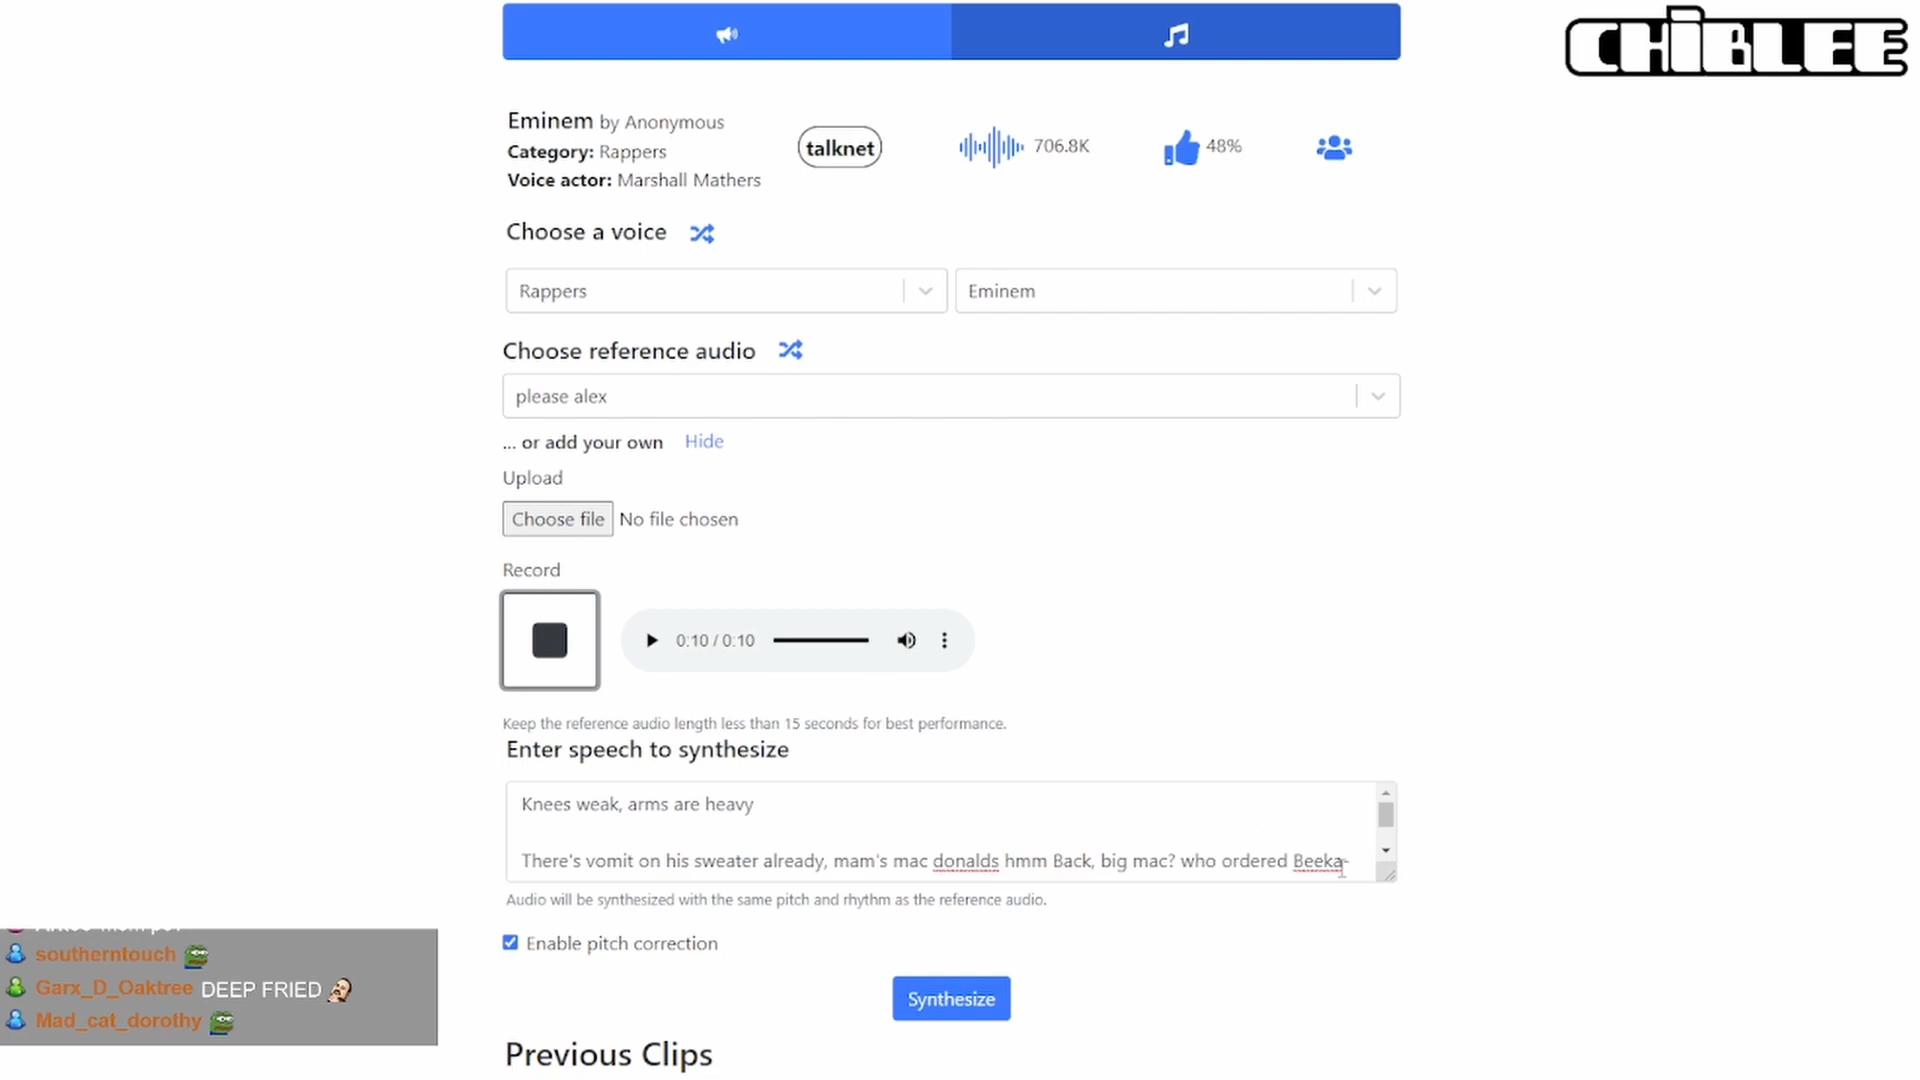 CHIBLEE
Eminem by Anonymous
Category: Rappers
Voice actor: Marshall Mathers
talknet
706.8K
48%
Choose a voice
Rappers
Eminem
Choose reference audio
please alex
... or add your own Hide
Upload
Choose file No file chosen
Record
0:10 / 0:10
Keep the reference audio length less than 15 seconds for best performance.
Enter speech to synthesize
Knees weak, arms are heavy
There's vomit on his sweater already, mam's mac donalds hmm Back, big mac? who ordered Beeka-
Audio will be synthesized with the same pitch and rhythm as the reference audio.
Enable pitch correction
Synthesize
Previous Clips
southerntouch
Garx_D_Oaktree DEEP FRIED
Mad_cat_dorothy